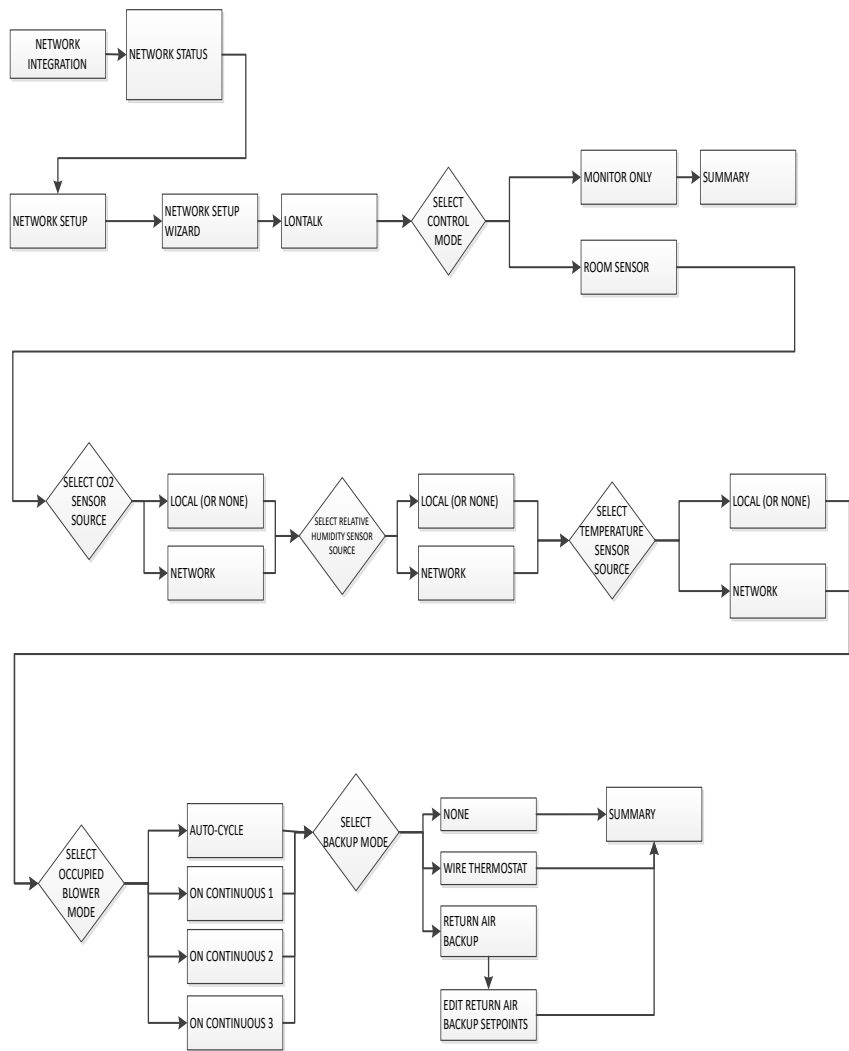 NETWORK
INTEGRATION
NETWORK STATUS
NETWORK SETUP
NETWORK SETUP
WIZARD
LONTALK
SELECT
CONTROL
MODE
MONITOR ONLY
SUMMARY
ROOM SENSOR
SELECT CO2
SENSOR
SOURCE
LOCAL (OR NONE)
NETWORK
SELECT RELATIVE
HUMIDITY SENSOR
SOURCE
LOCAL (OR NONE)
NETWORK
SELECT
TEMPERATURE
SENSOR
SOURCE
LOCAL (OR NONE)
NETWORK
SELECT
OCCUPIED
BLOWER
MODE
AUTO-CYCLE
ON CONTINUOUS 1
ON CONTINUOUS 2
ON CONTINUOUS 3
SELECT
BACKUP MODE
NONE
WIRE THERMOSTAT
RETURN AIR
BACKUP
EDIT RETURN AIR
BACKUP SETPOINTS
SUMMARY